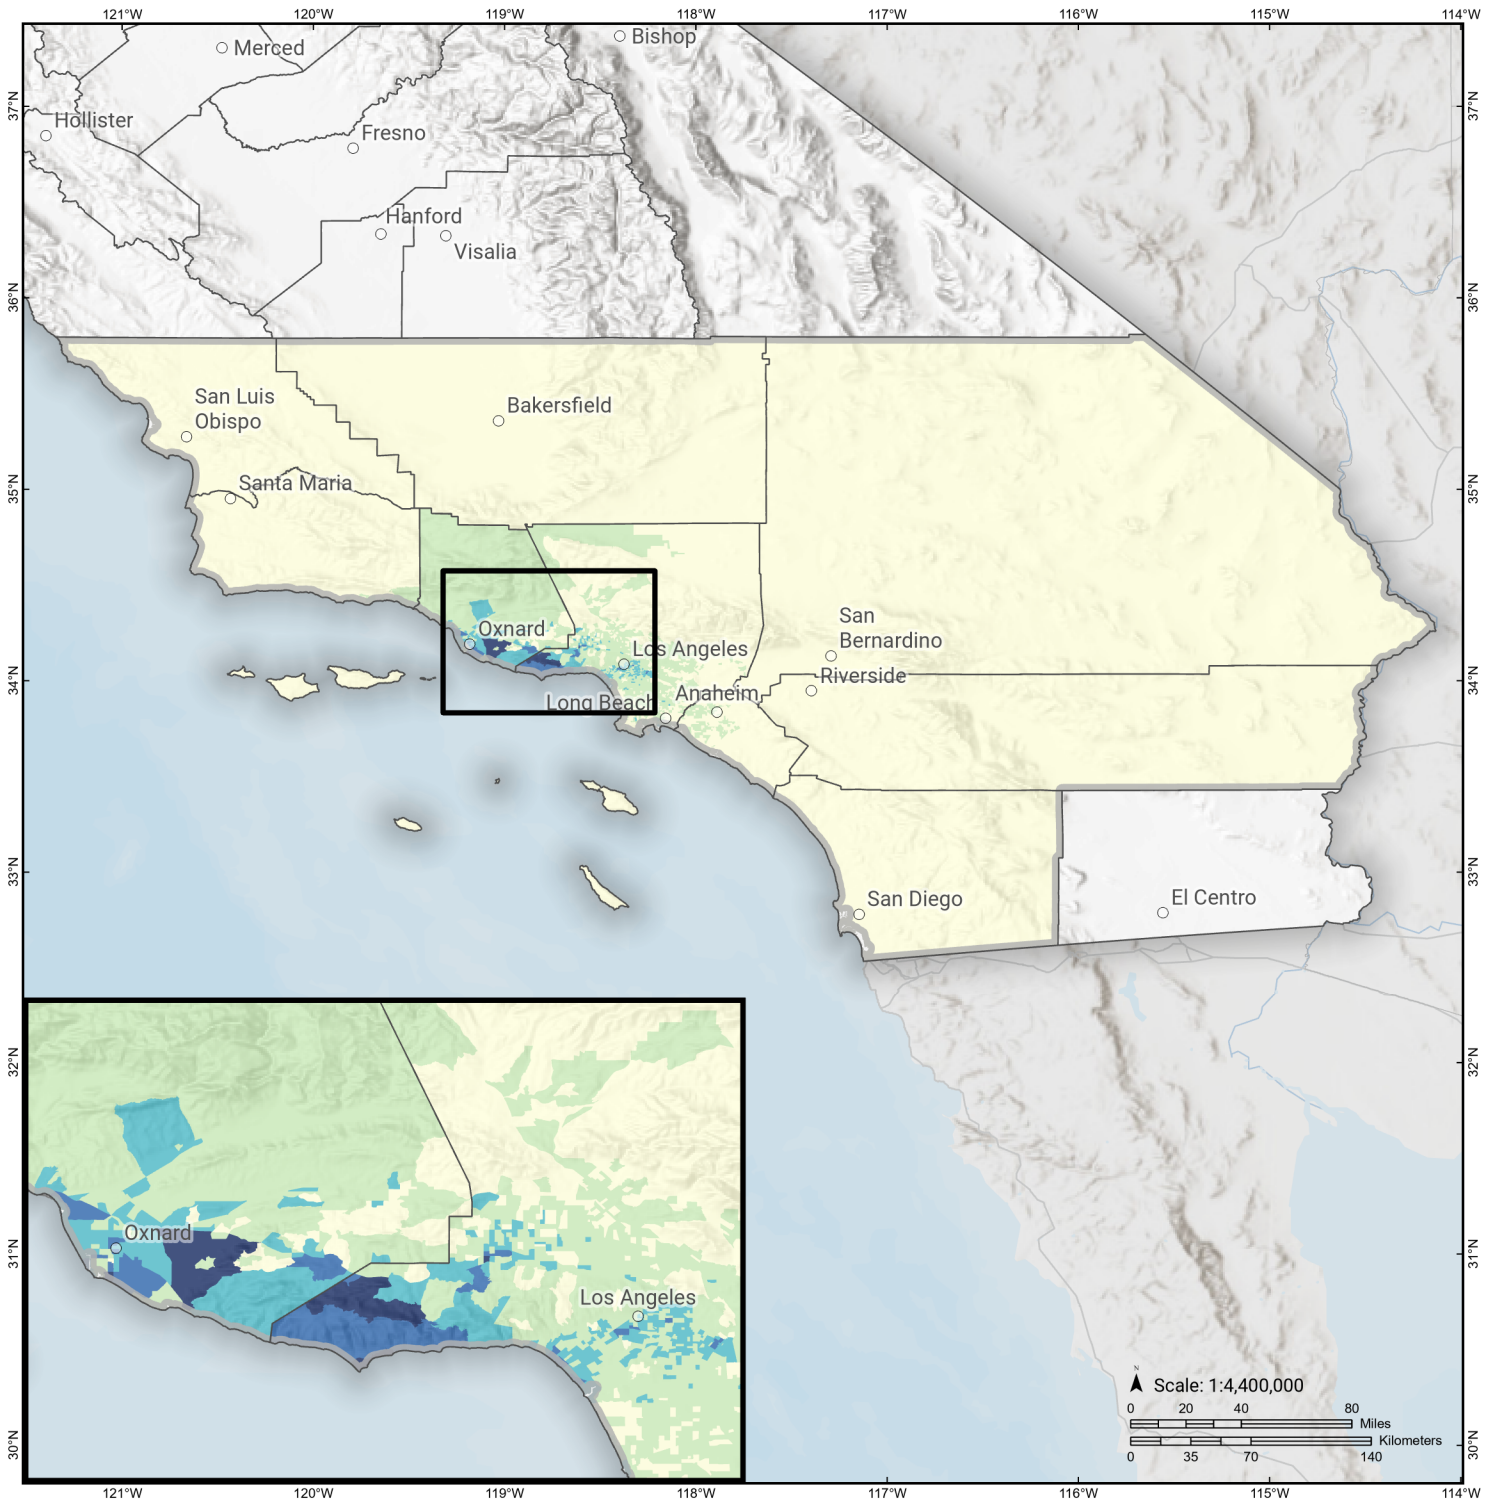 121°W 120°W 119°W 118°W 117°W 116°W 115°W 114°W
Bishop
Merced
37°N 37°N
Hollister
Fresno
Hanford
Visalia
36°N 36°N
San Luis
Obispo
Bakersfield
Santa Maria
35°N 35°N
San
Bernardino
Oxnard
Los Angeles
Riverside
34°N 34°N
Anaheim
Long Beach
33°N 33°N
San Diego
El Centro
32°N 32°N
Oxnard
31°N 31°N
Los Angeles
N
Scale: 1:4,400,000
0 20 40 80
Miles
Kilometers
0 35 70 140
30°N 30°N
121°W 120°W 119°W 118°W 117°W 116°W 115°W 114°W